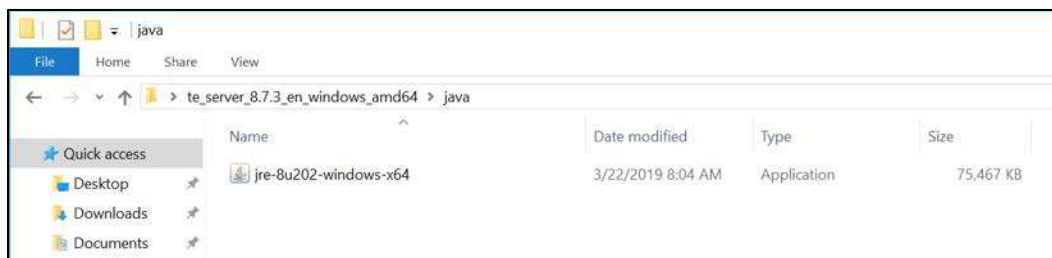 java
File Home Share View
te_server_8.7.3_en_windows_amd64 > java
Name Date modified Type Size
Quick access
jre-8u202-windows-x64 3/22/2019 8:04 AM Application 75,467 KB
Desktop
Downloads
Documents